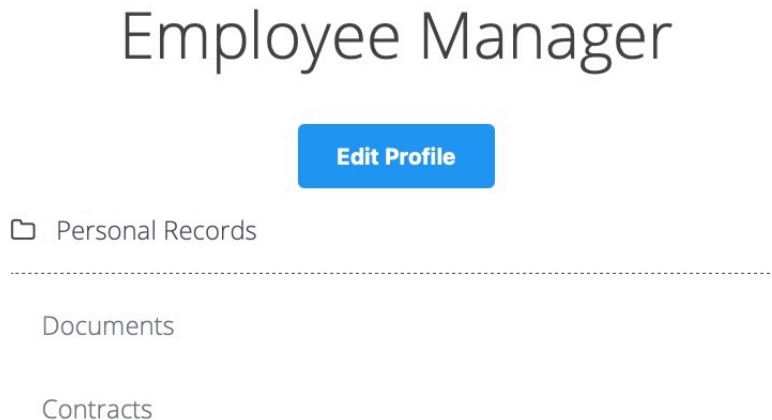 Employee Manager
Edit Profile
Personal Records
Documents
Contracts